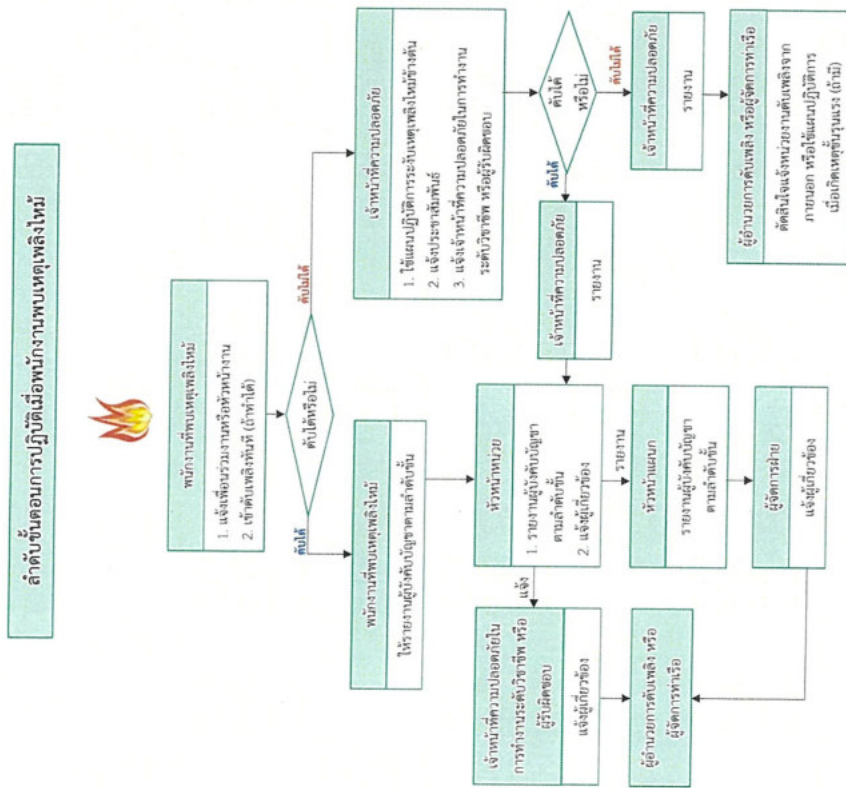 ลำดับขั้นตอนการปฏิบัติเมื่อพนักงานพบเหตุเพลิงไหม้
พนักงานที่พบเหตุเพลิงไหม้
1. แจ้งเพื่อนร่วมงานหรือหัวหน้างาน
2. เข้าดับเพลิงทันที (ถ้าทำได้)
ดับได้หรือไม่
ดับได้
ดับไม่ได้
พนักงานที่พบเหตุเพลิงไหม้
ให้รายงานผู้บังคับบัญชาตามลำดับชั้น
เจ้าหน้าที่ความปลอดภัย
1. ใช้แผนปฏิบัติการระงับเหตุเพลิงไหม้ขั้นต้น
2. แจ้งประชาสัมพันธ์
3. แจ้งเจ้าหน้าที่ความปลอดภัยในการทำงาน
ระดับวิชาชีพ หรือผู้รับผิดชอบ
ดับได้
หรือไม่
ดับได้
ดับไม่ได้
เจ้าหน้าที่ความปลอดภัย
รายงาน
เจ้าหน้าที่ความปลอดภัย
รายงาน
หัวหน้าหน่วย
1. รายงานผู้บังคับบัญชา
ตามลำดับชั้น
2. แจ้งผู้เกี่ยวข้อง
แจ้ง
รายงาน
เจ้าหน้าที่ความปลอดภัยใน
การทำงานระดับวิชาชีพ หรือ
ผู้รับผิดชอบ
แจ้งผู้เกี่ยวข้อง
หัวหน้าแผนก
รายงานผู้บังคับบัญชา
ตามลำดับชั้น
ผู้อำนวยการดับเพลิง หรือผู้จัดการท่าเรือ
ตัดสินใจแจ้งหน่วยงานดับเพลิงจาก
ภายนอก หรือใช้แผนปฏิบัติการ
เมื่อเกิดเหตุขั้นรุนแรง (ถ้ามี)
ผู้อำนวยการดับเพลิง หรือ
ผู้จัดการท่าเรือ
ผู้จัดการฝ่าย
แจ้งผู้เกี่ยวข้อง